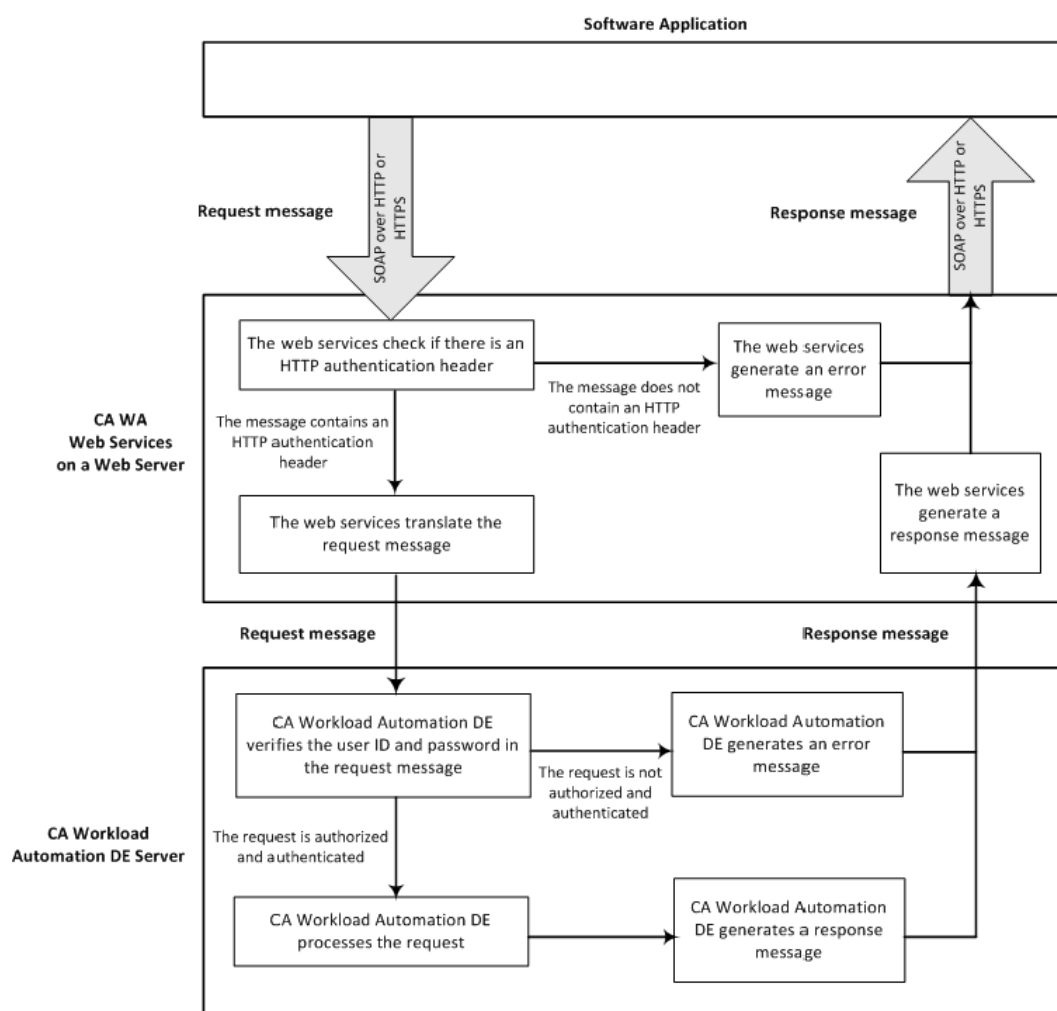 Software Application
SOAP over HTTP or
HTTPS
Request message
SOAP over HTTP or
HTTPS
Response message
CA WA
Web Services
on a Web Server
The web services check if there is an
HTTP authentication header
The message does not
contain an HTTP
authentication header
The web services
generate an error
message
The message contains an
HTTP authentication
header
The web services translate the
request message
The web services
generate a
response message
Request message
Response message
CA Workload
Automation DE Server
CA Workload Automation DE
verifies the user ID and password in
the request message
The request is not
authorized and
authenticated
CA Workload Automation
DE generates an error
message
The request is authorized
and authenticated
CA Workload Automation DE
processes the request
CA Workload Automation
DE generates a response
message